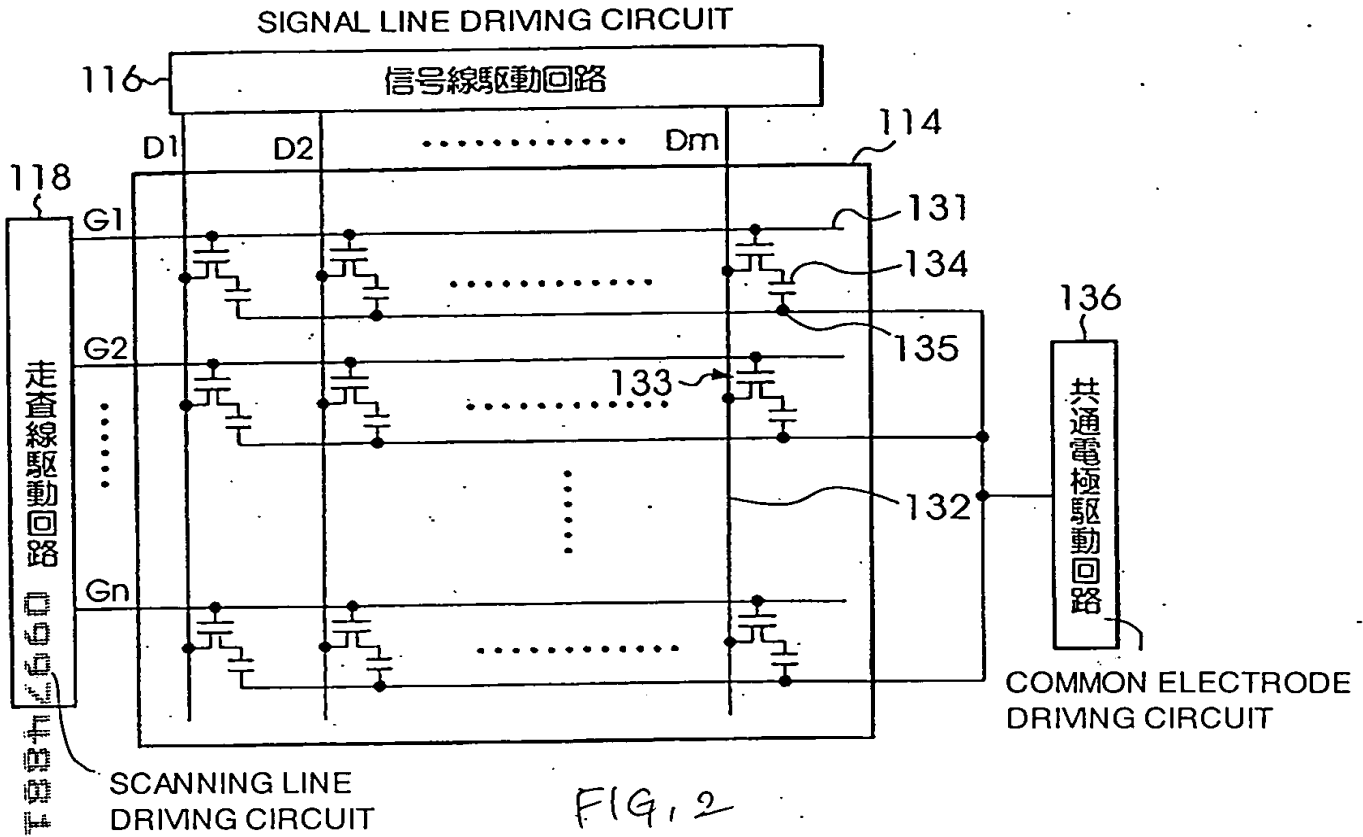 SIGNAL LINE DRIVING CIRCUIT
116
信号線駆動回路
D1
D2
Dm
114
118
G1
131
134
136
135
G2
133
走査線駆動回路
共通電極駆動回路
132
Gn
COMMON ELECTRODE
DRIVING CIRCUIT
SCANNING LINE
DRIVING CIRCUIT
FIG. 2